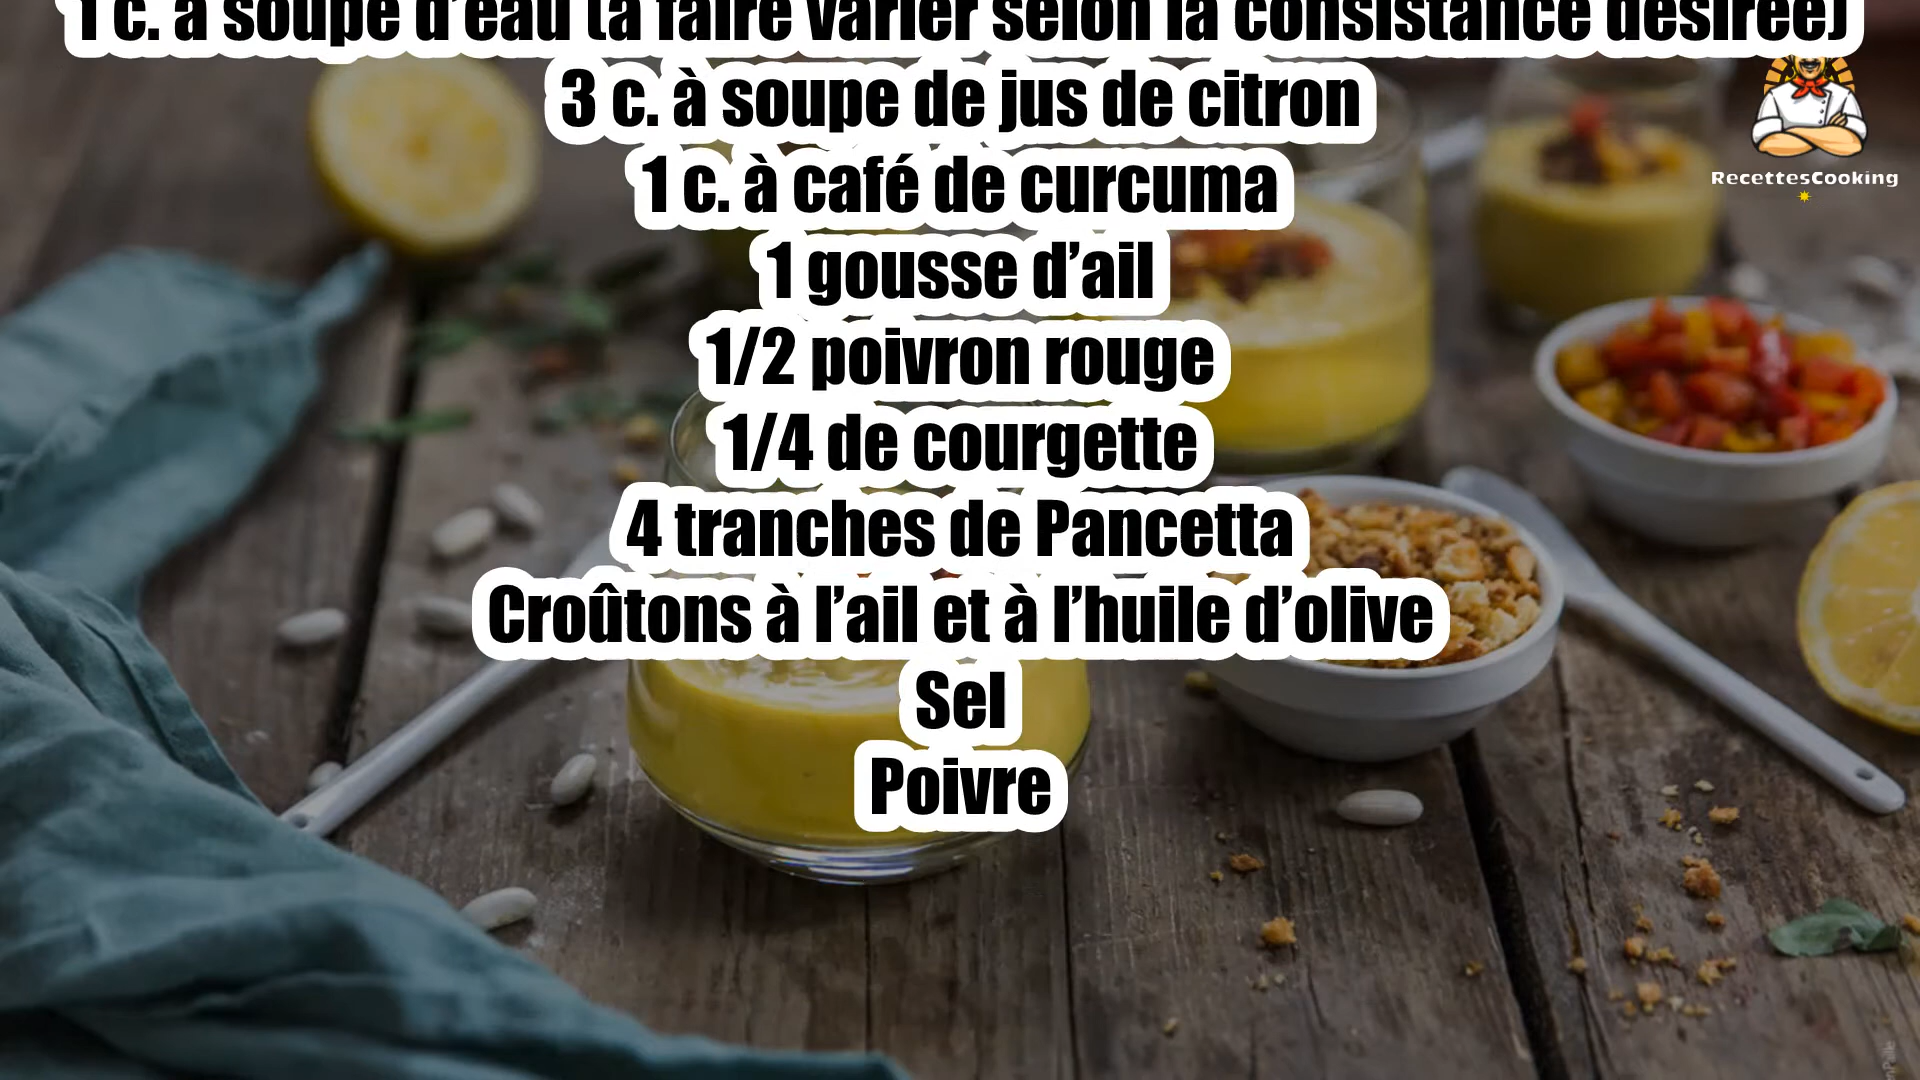 1 c. à soupe d’eau (à faire varier selon la consistance désirée)
3 c. à soupe de jus de citron
1 c. à café de curcuma
1 gousse d’ail
1/2 poivron rouge
1/4 de courgette
4 tranches de Pancetta
Croûtons à l’ail et à l’huile d’olive
Sel
Poivre
RecettesCooking